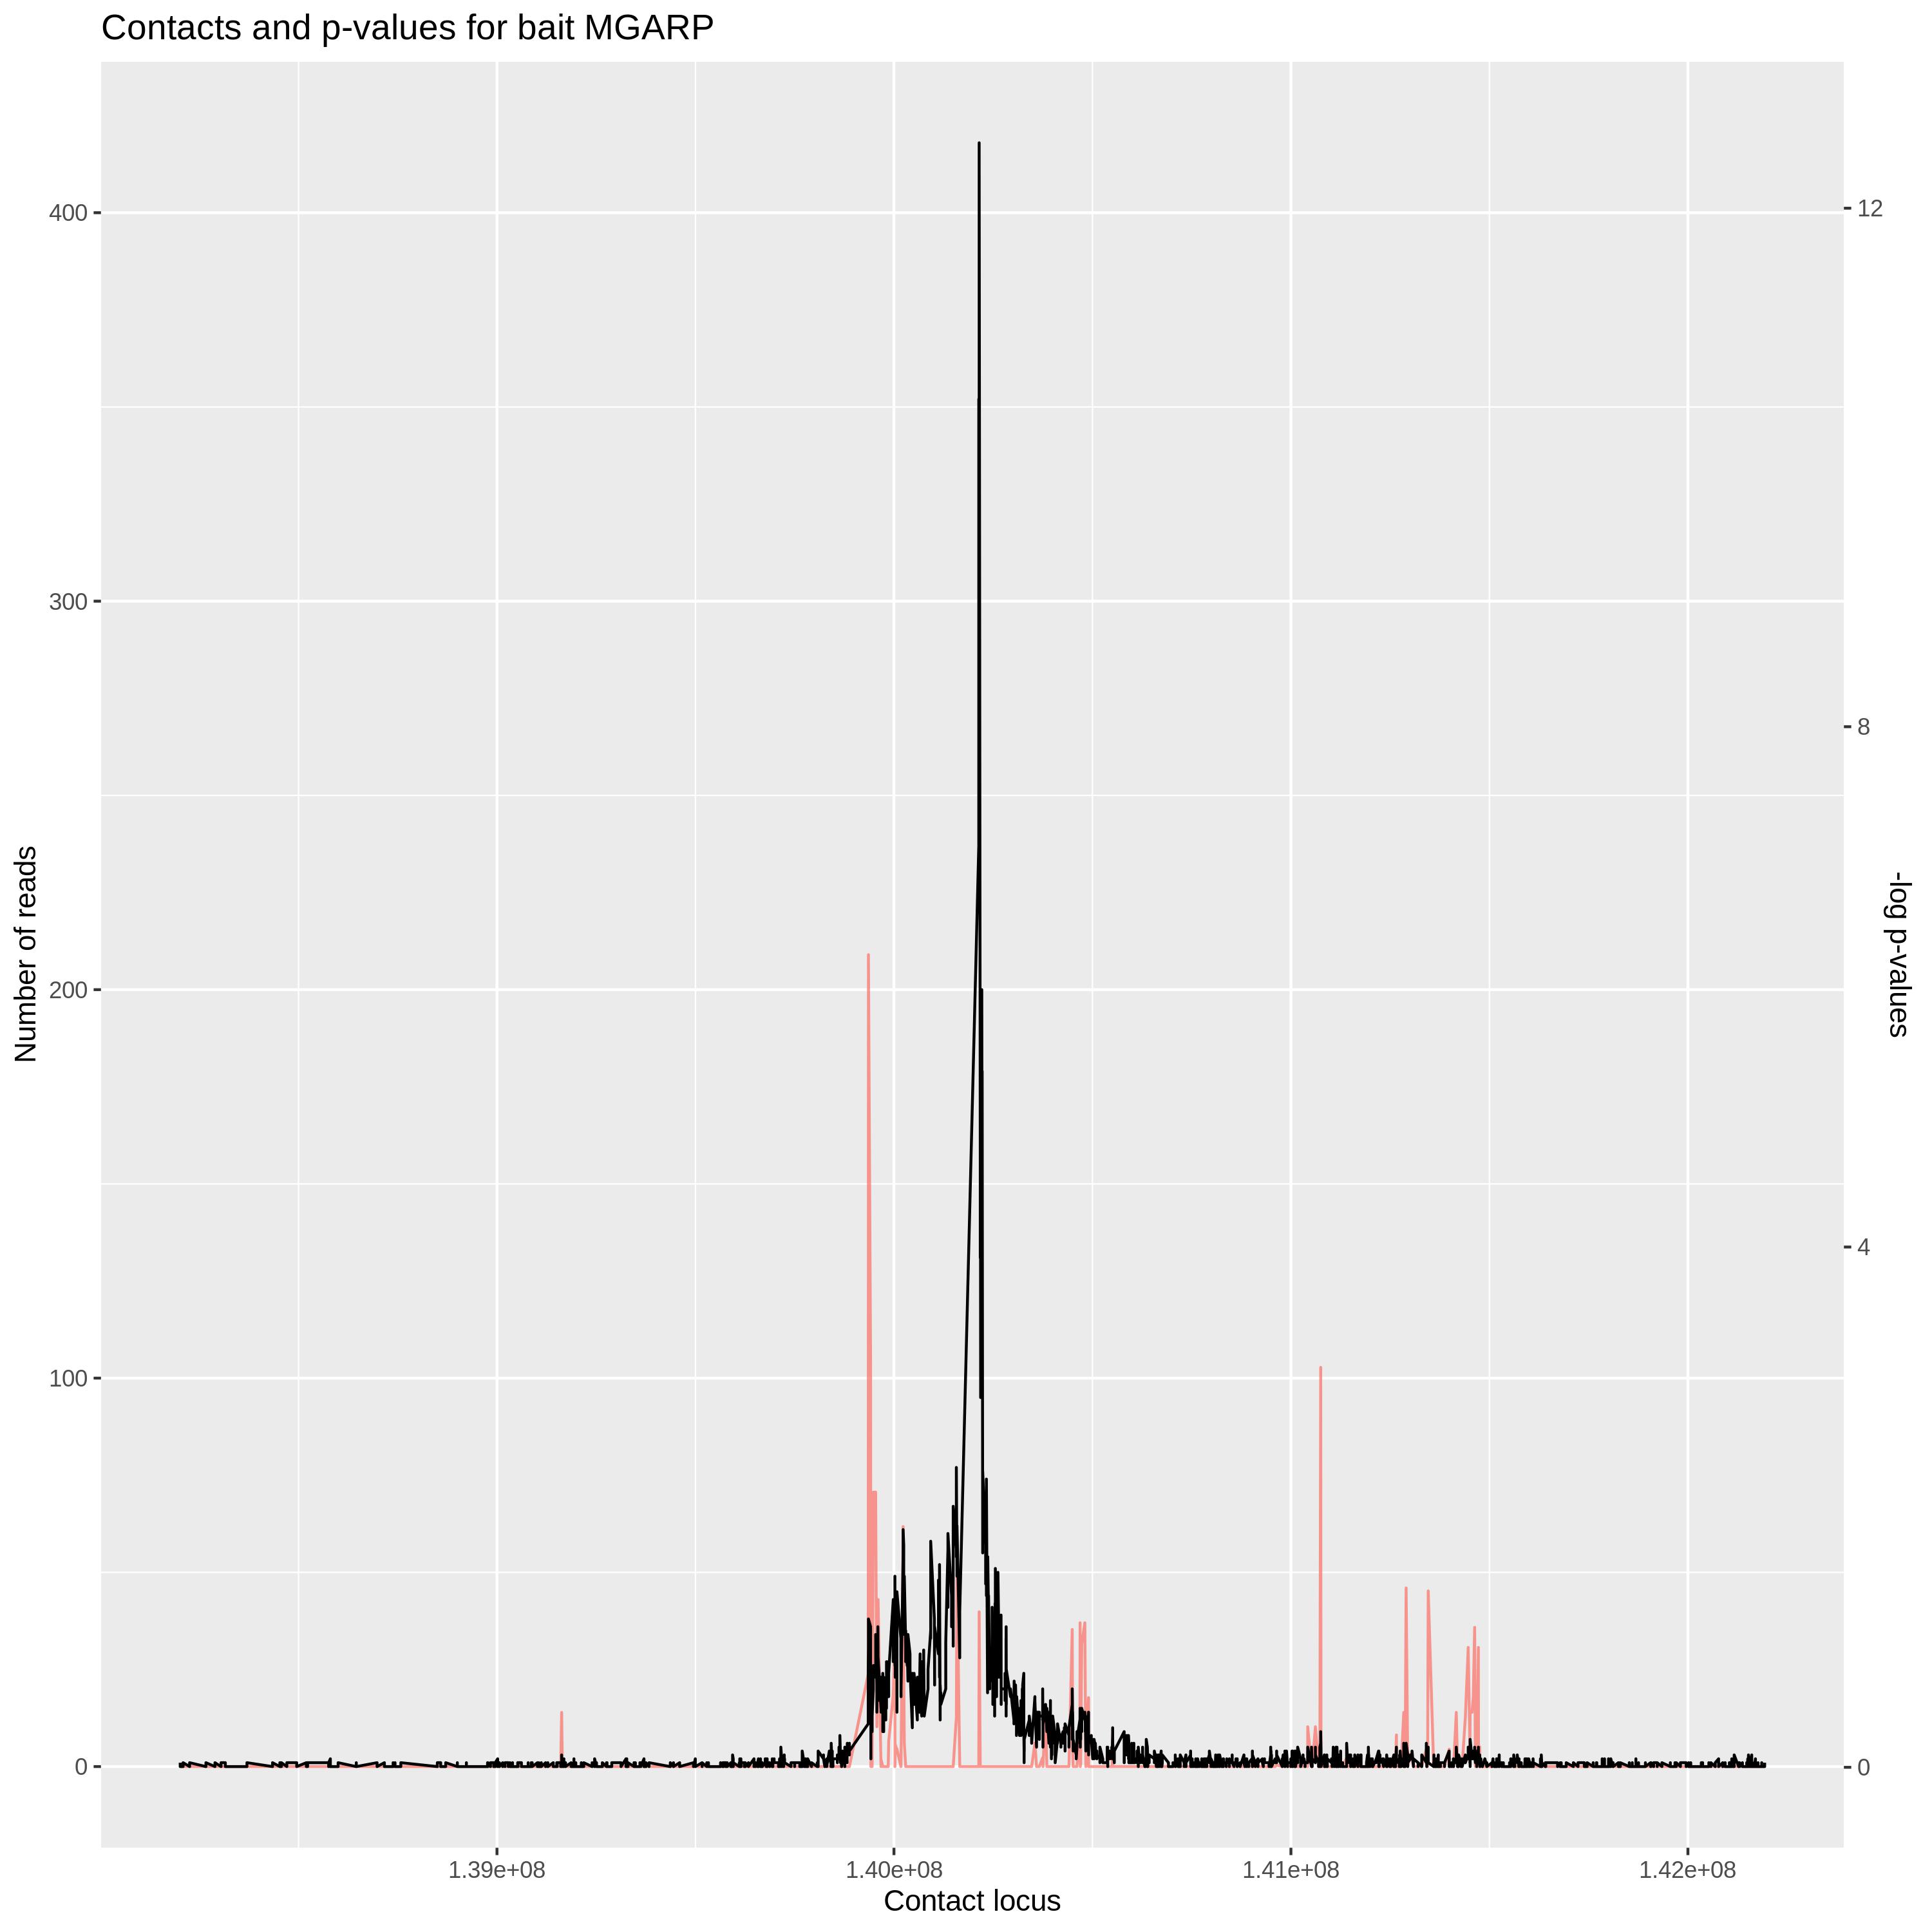 Contacts and p-values for bait MGARP
400
300
200
100
0
12
8
4
0
Number of reads
-log p-values
1.39e+08
1.40e+08
1.41e+08
1.42e+08
Contact locus